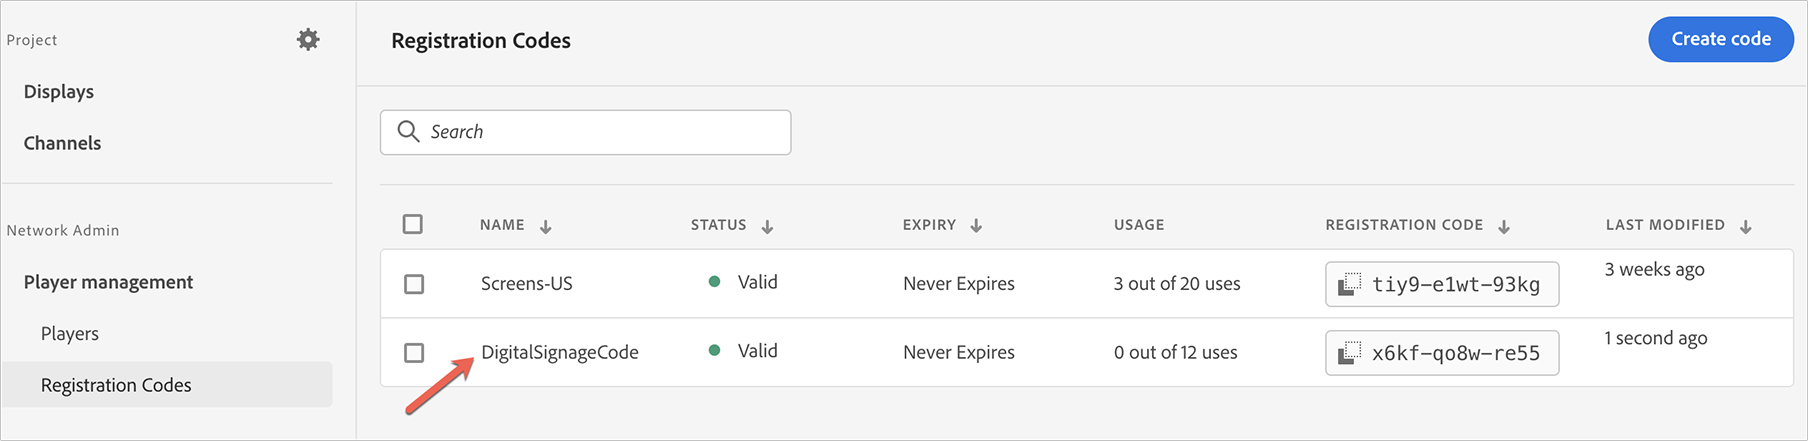 Project
Displays
Channels
Network Admin
Player management
Players
Registration Codes
Registration Codes
Create code
Search
NAME STATUS EXPIRY USAGE REGISTRATION CODE LAST MODIFIED
Screens-US Valid Never Expires 3 out of 20 uses tiy9-e1wt-93kg 3 weeks ago
DigitalSignageCode Valid Never Expires 0 out of 12 uses x6kf-qo8w-re55 1 second ago